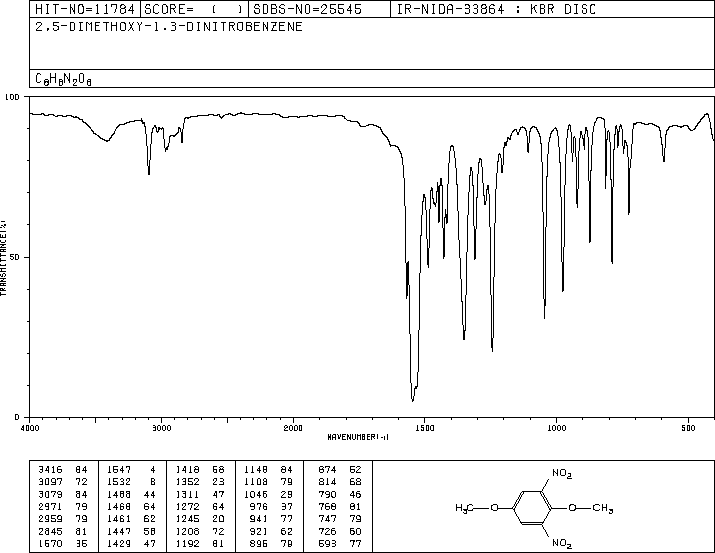 HIT-NO=11784 SCORE= ( ) SDBS-NO=25545 IR-NIDA-33864 : KBR DISC
2,5-DIMETHOXY-1,3-DINITROBENZENE
C8H8N2O6
100
50
0
TRANSMITTANCE(%)
4000 3000 2000 1500 1000 500
WAVENUMBER(-1)
3416 84 1547 4 1418 58 1148 84 874 52
3097 72 1532 8 1352 23 1109 79 814 68
3079 84 1488 44 1311 47 1046 29 790 46
2971 79 1468 64 1272 64 976 37 768 81
2959 79 1461 62 1245 20 941 77 747 79
2845 81 1447 58 1208 72 921 62 726 60
1570 35 1429 47 1192 81 896 79 593 77
NO2
H3C O O CH3
NO2